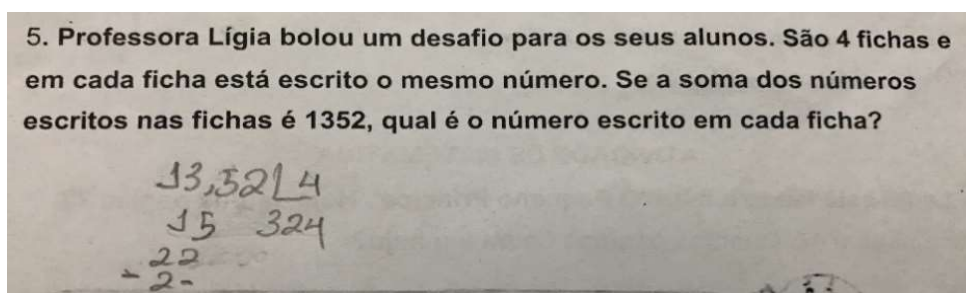 5. Professora Lígia bolou um desafio para os seus alunos. São 4 fichas e
em cada ficha está escrito o mesmo número. Se a soma dos números
escritos nas fichas é 1352, qual é o número escrito em cada ficha?
13,52 4
15 324
22
- 2 -